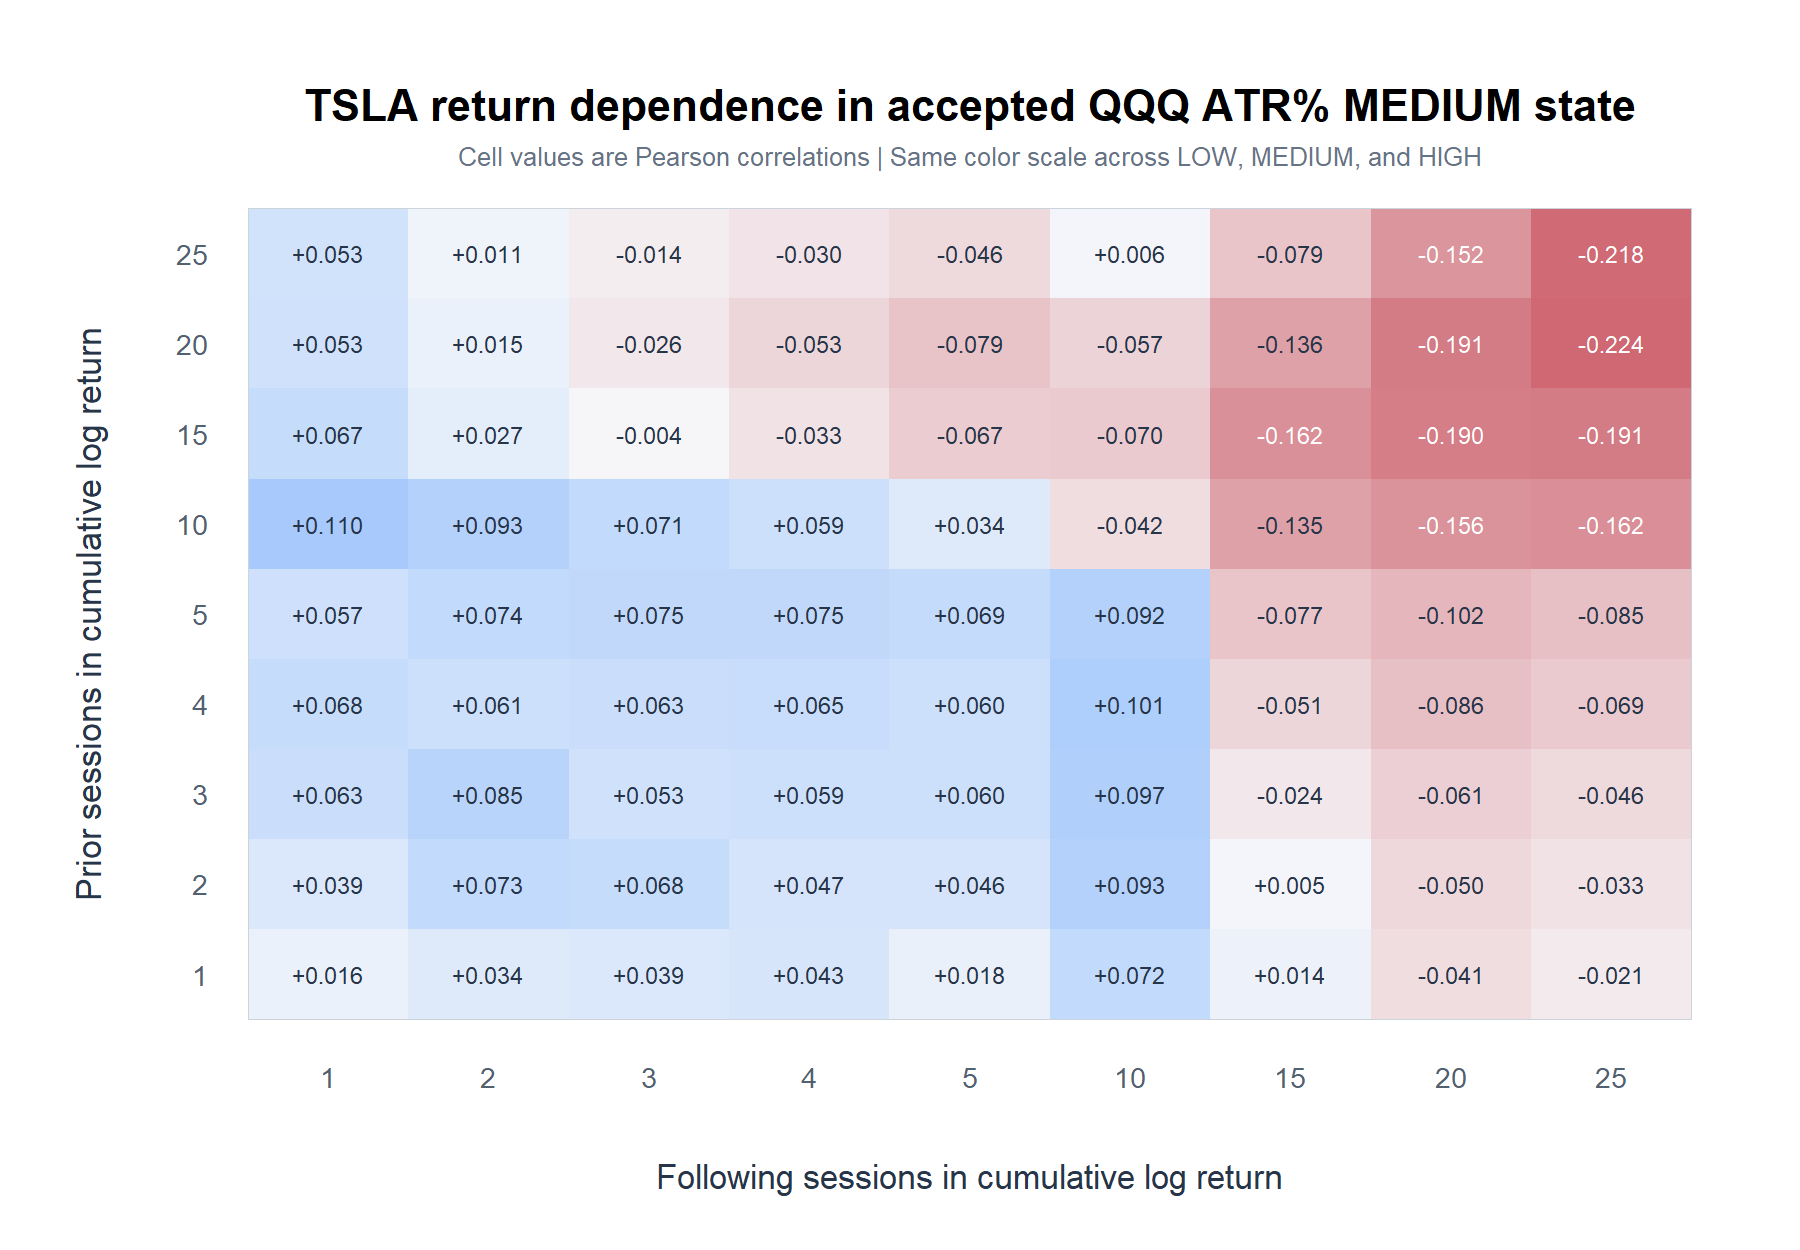 TSLA return dependence in accepted QQQ ATR% MEDIUM state
Cell values are Pearson correlations | Same color scale across LOW, MEDIUM, and HIGH
Prior sessions in cumulative log return
25 +0.053 +0.011 -0.014 -0.030 -0.046 +0.006 -0.079 -0.152 -0.218
20 +0.053 +0.015 -0.026 -0.053 -0.079 -0.057 -0.136 -0.191 -0.224
15 +0.067 +0.027 -0.004 -0.033 -0.067 -0.070 -0.162 -0.190 -0.191
10 +0.110 +0.093 +0.071 +0.059 +0.034 -0.042 -0.135 -0.156 -0.162
5 +0.057 +0.074 +0.075 +0.075 +0.069 +0.092 -0.077 -0.102 -0.085
4 +0.068 +0.061 +0.063 +0.065 +0.060 +0.101 -0.051 -0.086 -0.069
3 +0.063 +0.085 +0.053 +0.059 +0.060 +0.097 -0.024 -0.061 -0.046
2 +0.039 +0.073 +0.068 +0.047 +0.046 +0.093 +0.005 -0.050 -0.033
1 +0.016 +0.034 +0.039 +0.043 +0.018 +0.072 +0.014 -0.041 -0.021
1 2 3 4 5 10 15 20 25
Following sessions in cumulative log return